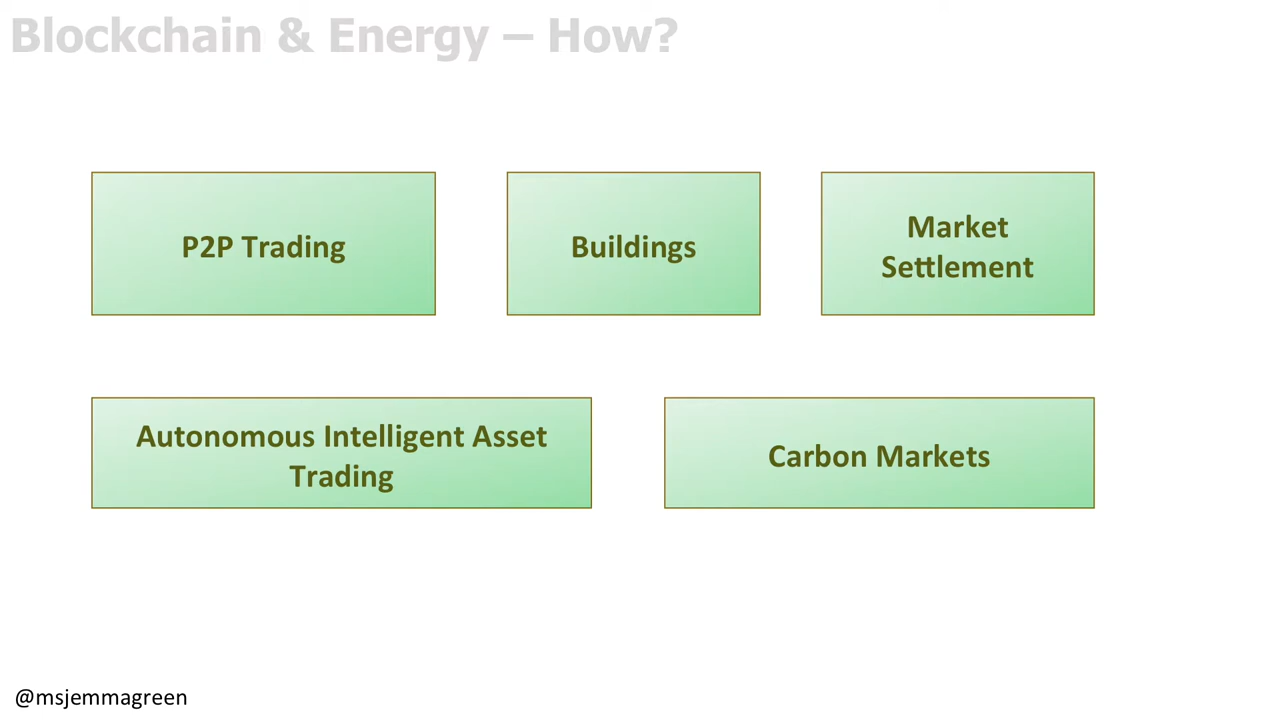 Blockchain & Energy – How?
P2P Trading
Buildings
Market
Settlement
Autonomous Intelligent Asset
Trading
Carbon Markets
@msjemmagreen